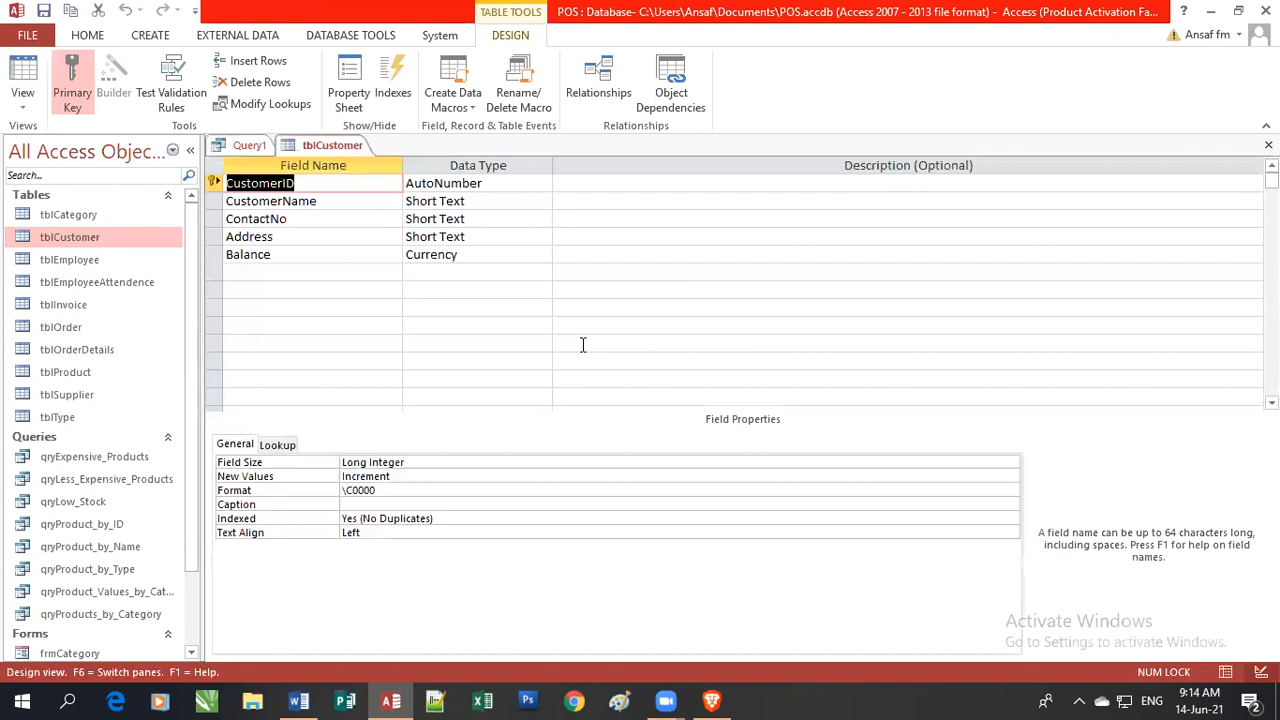 TABLE TOOLS
POS : Database- C:\Users\Ansaf\Documents\POS.accdb (Access 2007 - 2013 file format) - Access (Product Activation Fa...
FILE HOME CREATE EXTERNAL DATA DATABASE TOOLS System DESIGN
Ansaf fm
View
Primary Key
Builder
Test Validation Rules
Insert Rows
Delete Rows
Modify Lookups
Property Sheet
Indexes
Create Data Macros
Rename/ Delete Macro
Relationships
Object Dependencies
Views Tools Show/Hide Field, Record & Table Events Relationships
All Access Objec...
Search...
Tables
tblCategory
tblCustomer
tblEmployee
tblEmployeeAttendence
tblInvoice
tblOrder
tblOrderDetails
tblProduct
tblSupplier
tblType
Queries
qryExpensive_Products
qryLess_Expensive_Products
qryLow_Stock
qryProduct_by_ID
qryProduct_by_Name
qryProduct_by_Type
qryProduct_Values_by_Cat...
qryProducts_by_Category
Forms
frmCategory
Query1 tblCustomer
Field Name Data Type Description (Optional)
CustomerID AutoNumber
CustomerName Short Text
ContactNo Short Text
Address Short Text
Balance Currency
Field Properties
General Lookup
Field Size Long Integer
New Values Increment
Format \C0000
Caption
Indexed Yes (No Duplicates)
Text Align Left
A field name can be up to 64 characters long,
including spaces. Press F1 for help on field
names.
Activate Windows
Go to Settings to activate Windows.
Design view. F6 = Switch panes. F1 = Help.
NUM LOCK
ENG
9:14 AM
14-Jun-21
2